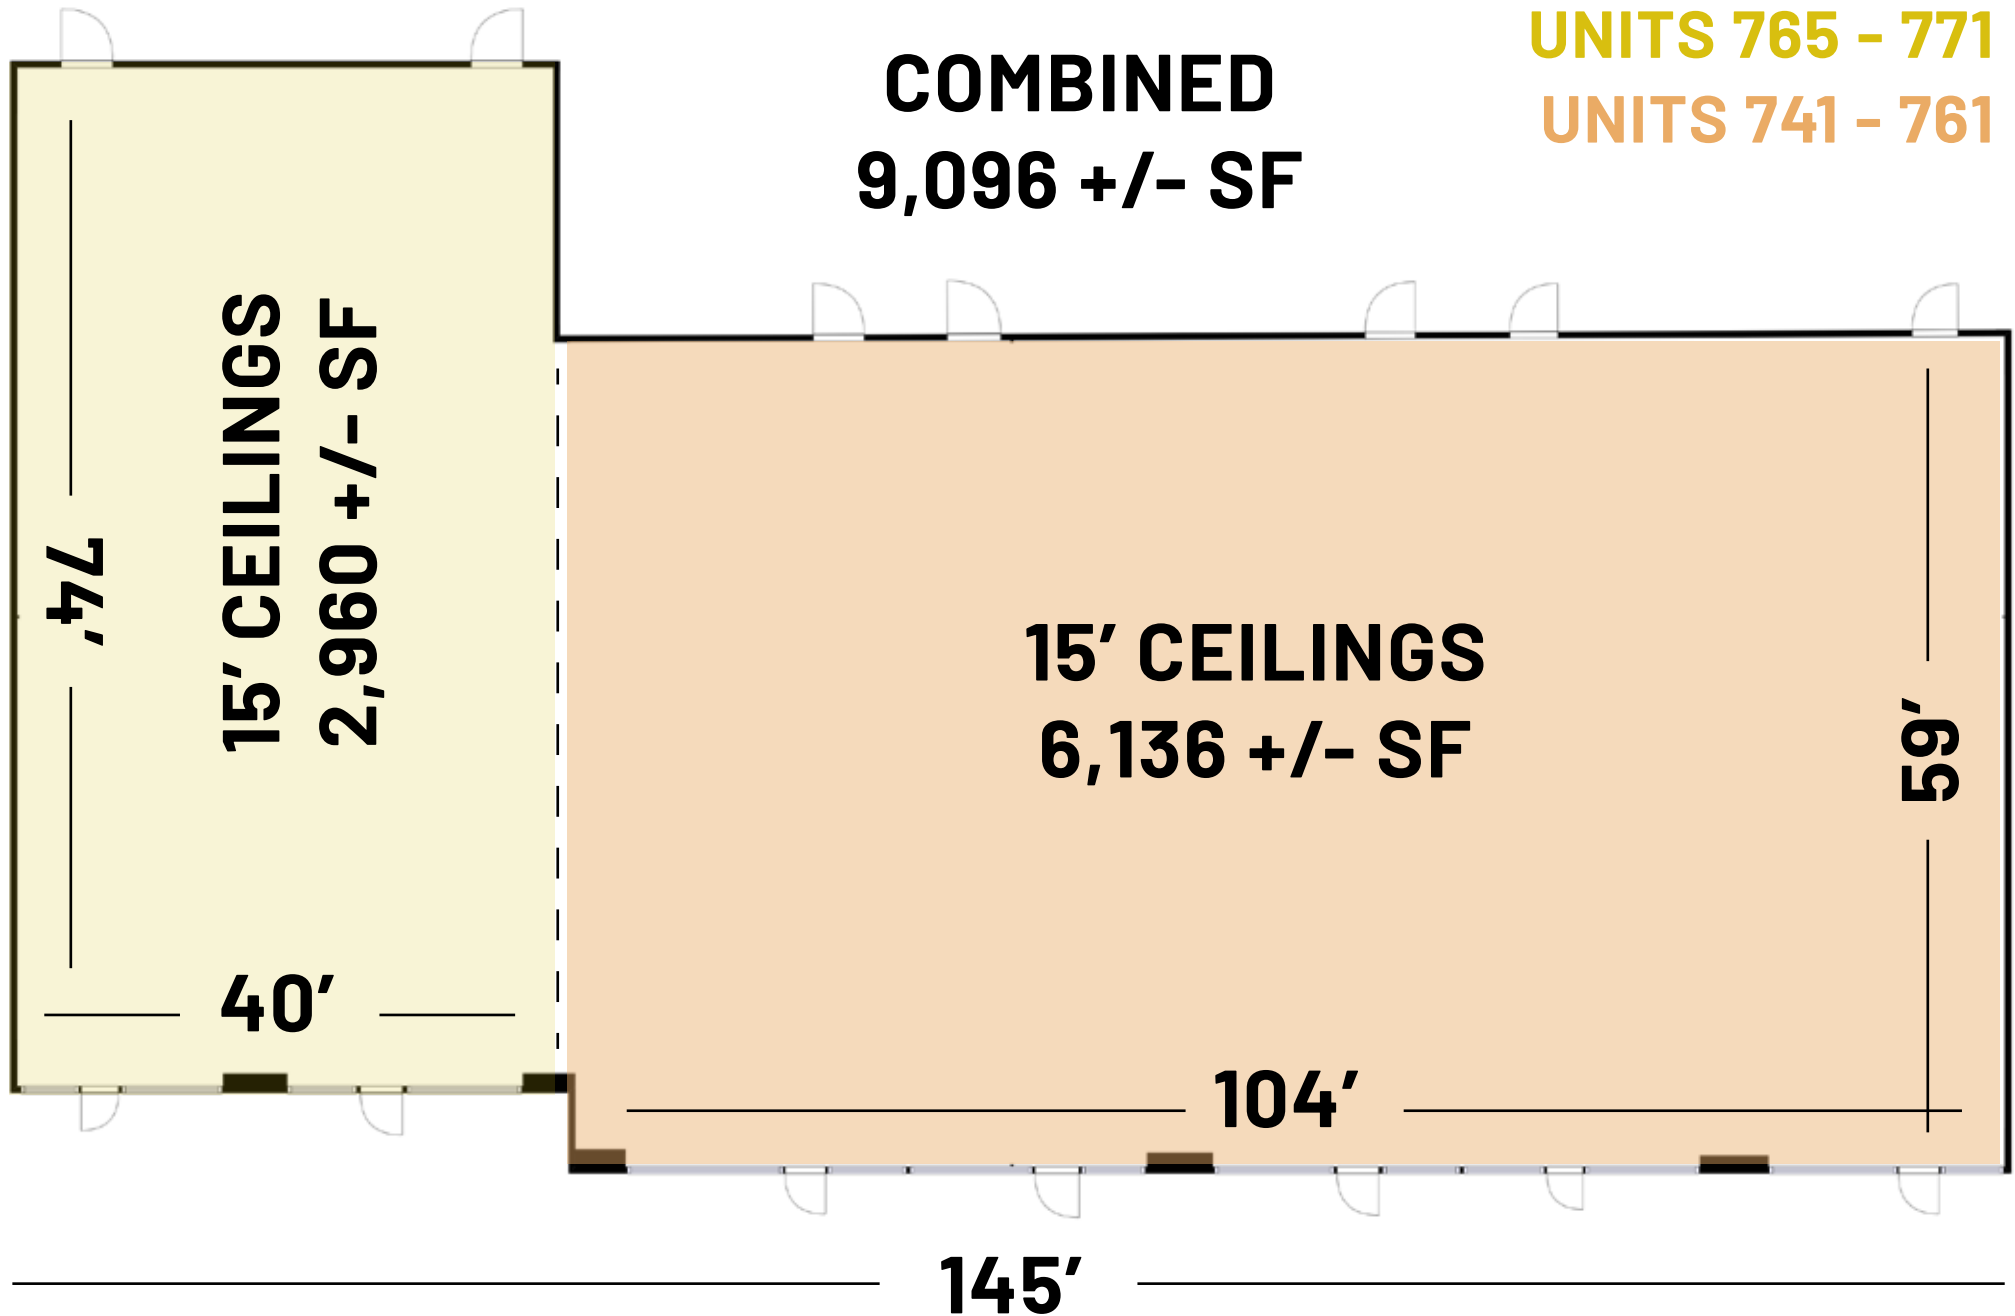 UNITS 765 - 771
UNITS 741 - 761
COMBINED
9,096 +/- SF
74’
15’ CEILINGS
2,960 +/- SF
40’
15’ CEILINGS
6,136 +/- SF
59’
104’
145’